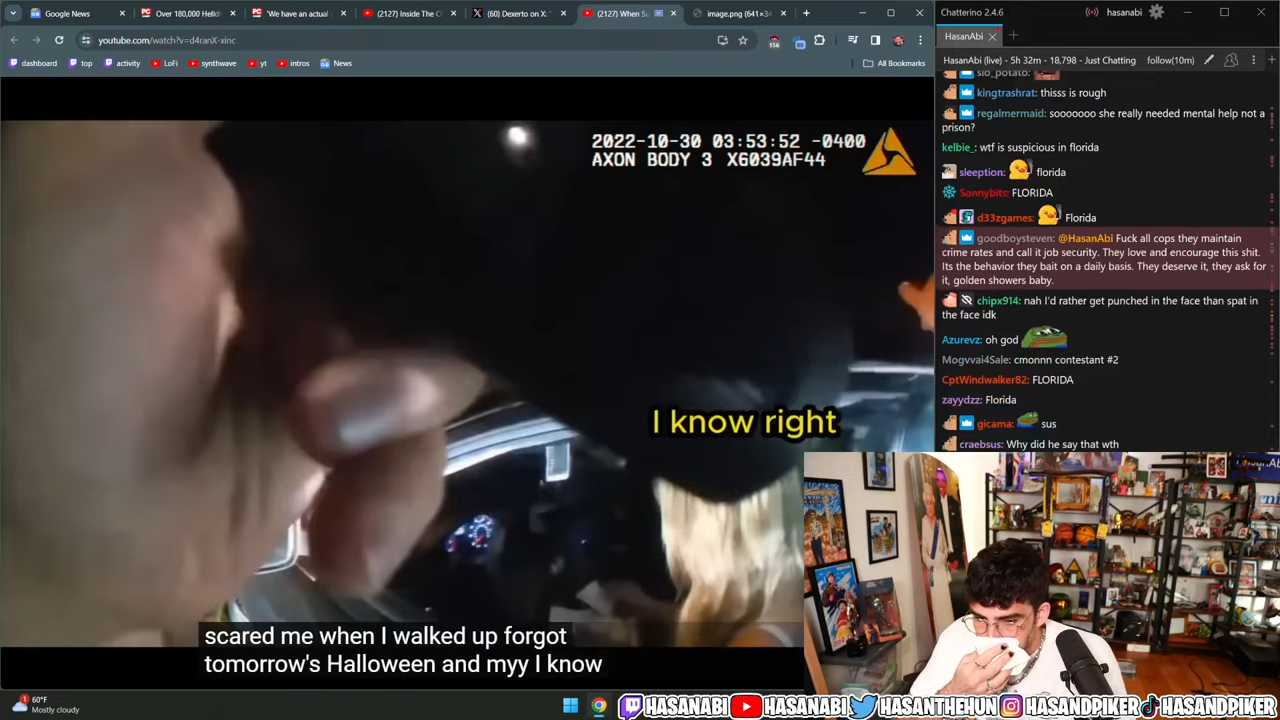 Google News
Over 180,000 Helldi
"We have an actual
(2127) Inside The
(60) Dexerto on X: "
(2127) When S
image.png (641×34
youtube.com/watch?v=d4ranX-xinc
156
dashboard
top
activity
LoFi
synthwave
yt
intros
News
All Bookmarks
2022-10-30 03:53:52 -0400
AXON BODY 3 X6039AF44
I know right
scared me when I walked up forgot
tomorrow's Halloween and myy I know
Chatterino 2.4.6
hasanabi
HasanAbi
HasanAbi (live) - 5h 32m - 18,798 - Just Chatting
follow(10m)
slo_potato:
kingtrashrat: thisss is rough
regalmermaid: sooooooo she really needed mental help not a
prison?
kelbie_: wtf is suspicious in florida
sleeption: florida
Sonnybits: FLORIDA
d33zgames: Florida
goodboysteven: @HasanAbi Fuck all cops they maintain
crime rates and call it job security. They love and encourage this shit.
Its the behavior they bait on a daily basis. They deserve it, they ask for
it, golden showers baby.
chipx914: nah I'd rather get punched in the face than spat in
the face idk
Azurevz: oh god
Mogvvai4Sale: cmonnn contestant #2
CptWindwalker82: FLORIDA
zayydzz: Florida
gicama: sus
craebsus: Why did he say that wth
1
60°F
Mostly cloudy
HASANABI
HASANABI
HASANTHEHUN
HASANDPIKER
HASANDPIKER